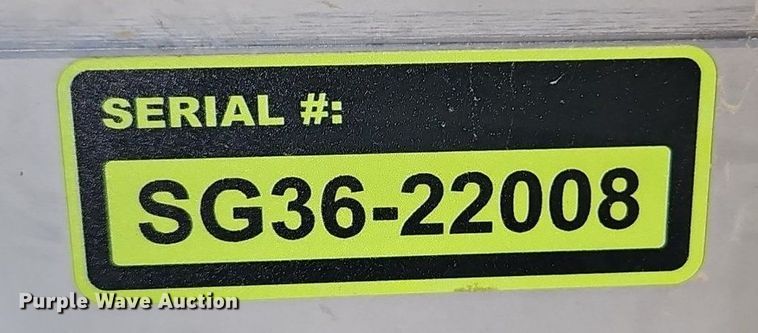 SERIAL #:
SG36-22008
Purple Wave Auction